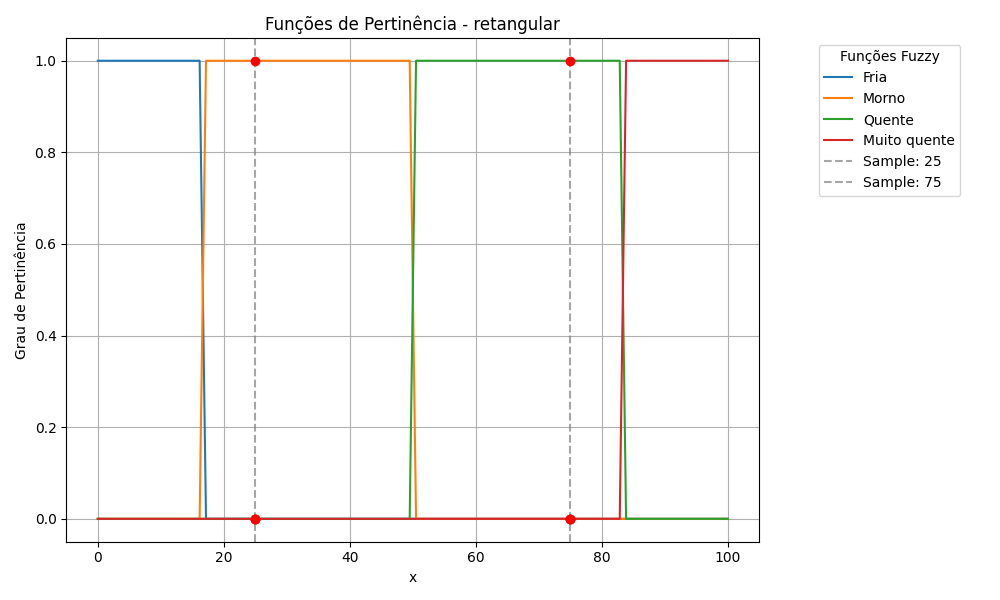 Funções de Pertinência - retangular
Grau de Pertinência
1.0
0.8
0.6
0.4
0.2
0.0
0
20
40
60
80
100
x
Funções Fuzzy
Fria
Morno
Quente
Muito quente
Sample: 25
Sample: 75